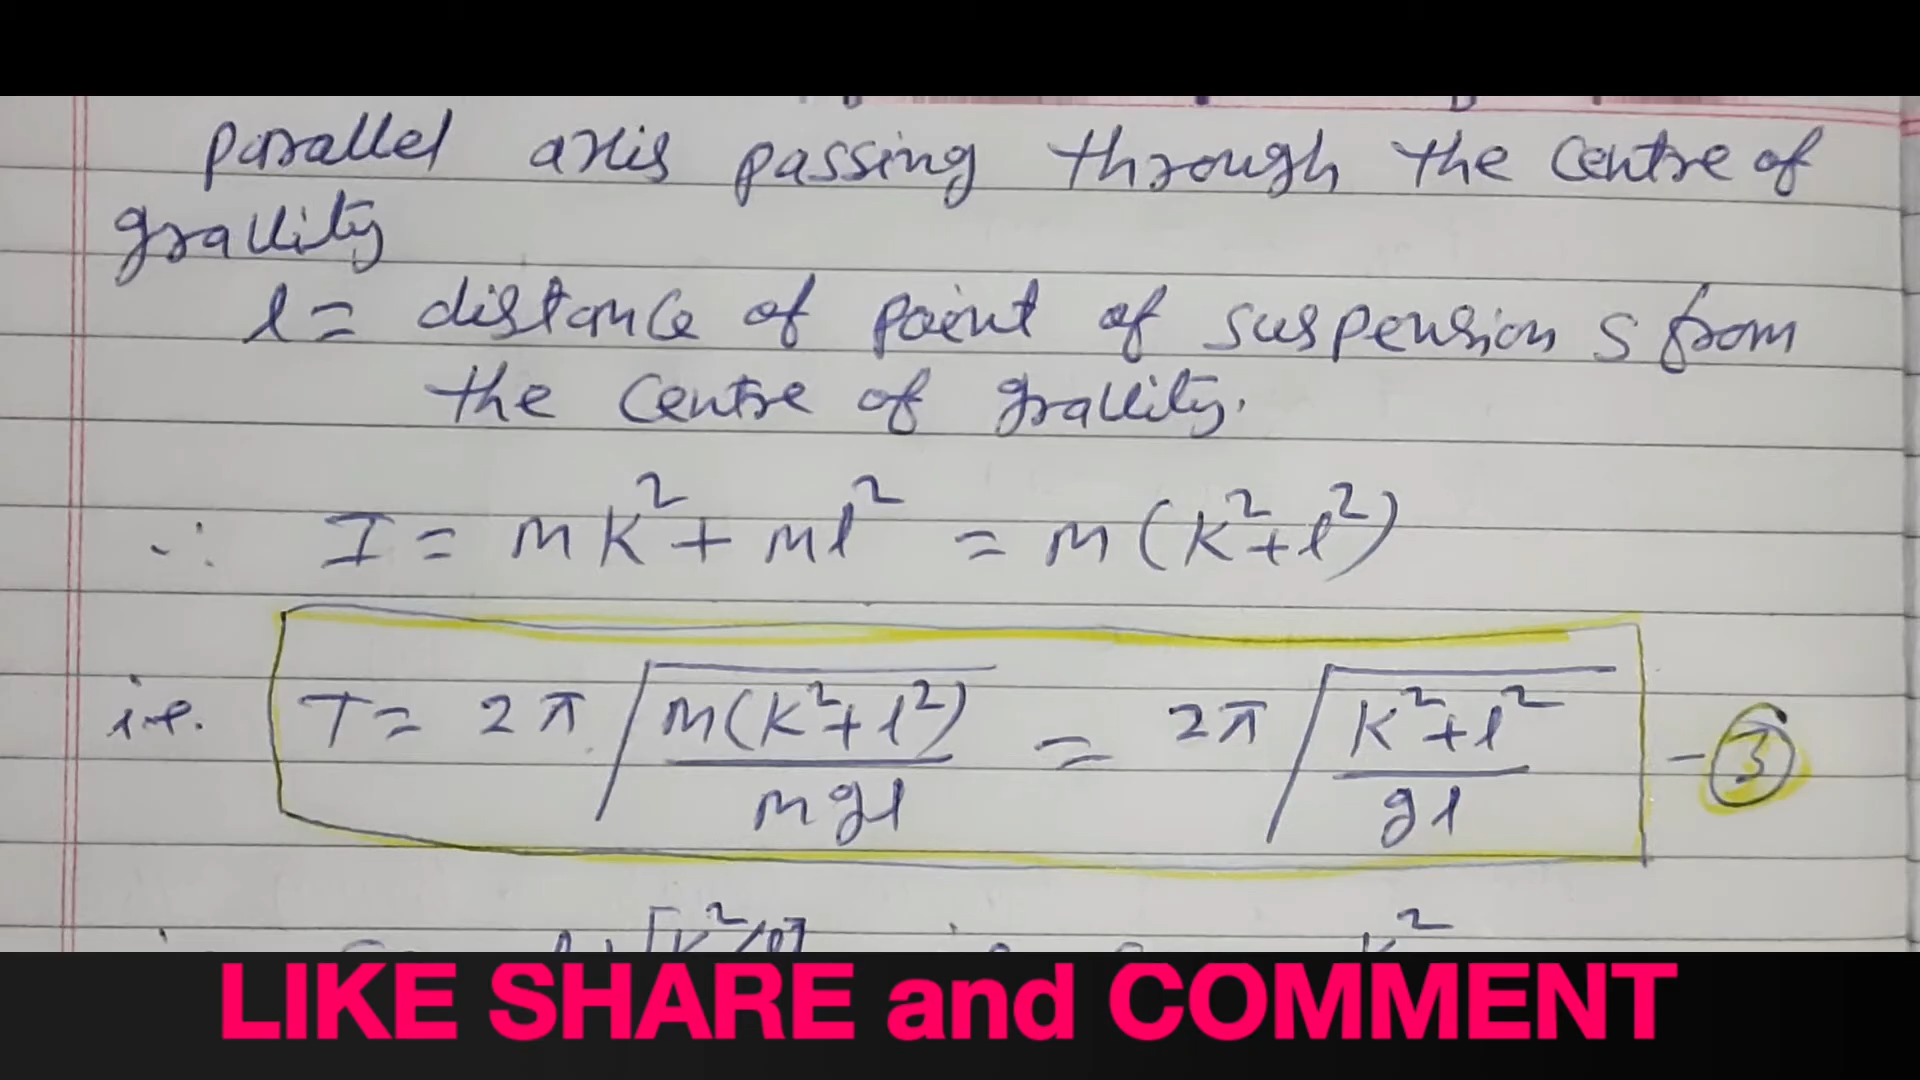 parallel axis passing through the centre of
gravity
l = distance of point of suspension S from
the centre of gravity.
∴ I = mK² + ml² = m(K²+l²)
i.e. T = 2π√(m(K²+l²)/mgl) = 2π√(K²+l²/gl) - ③
LIKE SHARE and COMMENT